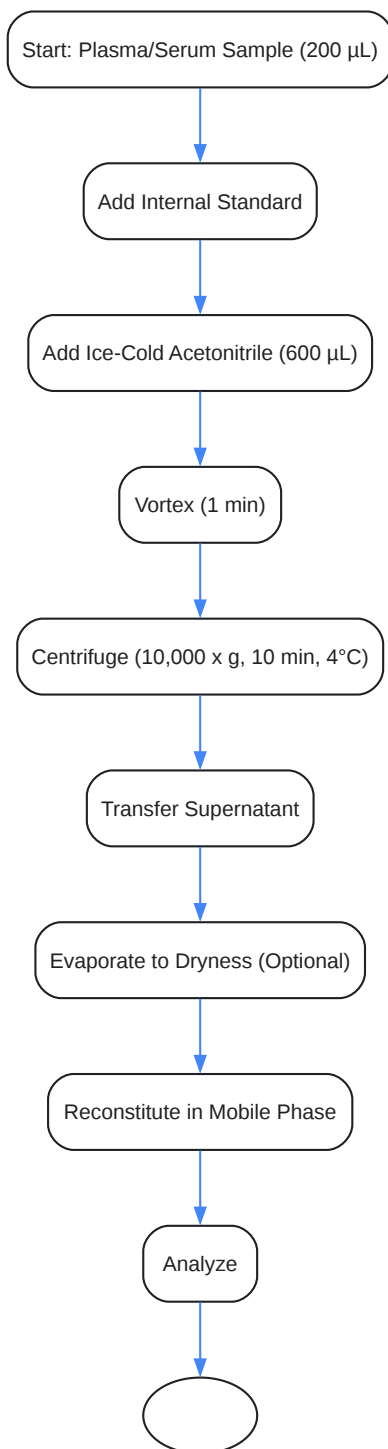 Start: Plasma/Serum Sample (200 µL)
Add Internal Standard
Add Ice-Cold Acetonitrile (600 µL)
Vortex (1 min)
Centrifuge (10,000 x g, 10 min, 4°C)
Transfer Supernatant
Evaporate to Dryness (Optional)
Reconstitute in Mobile Phase
Analyze